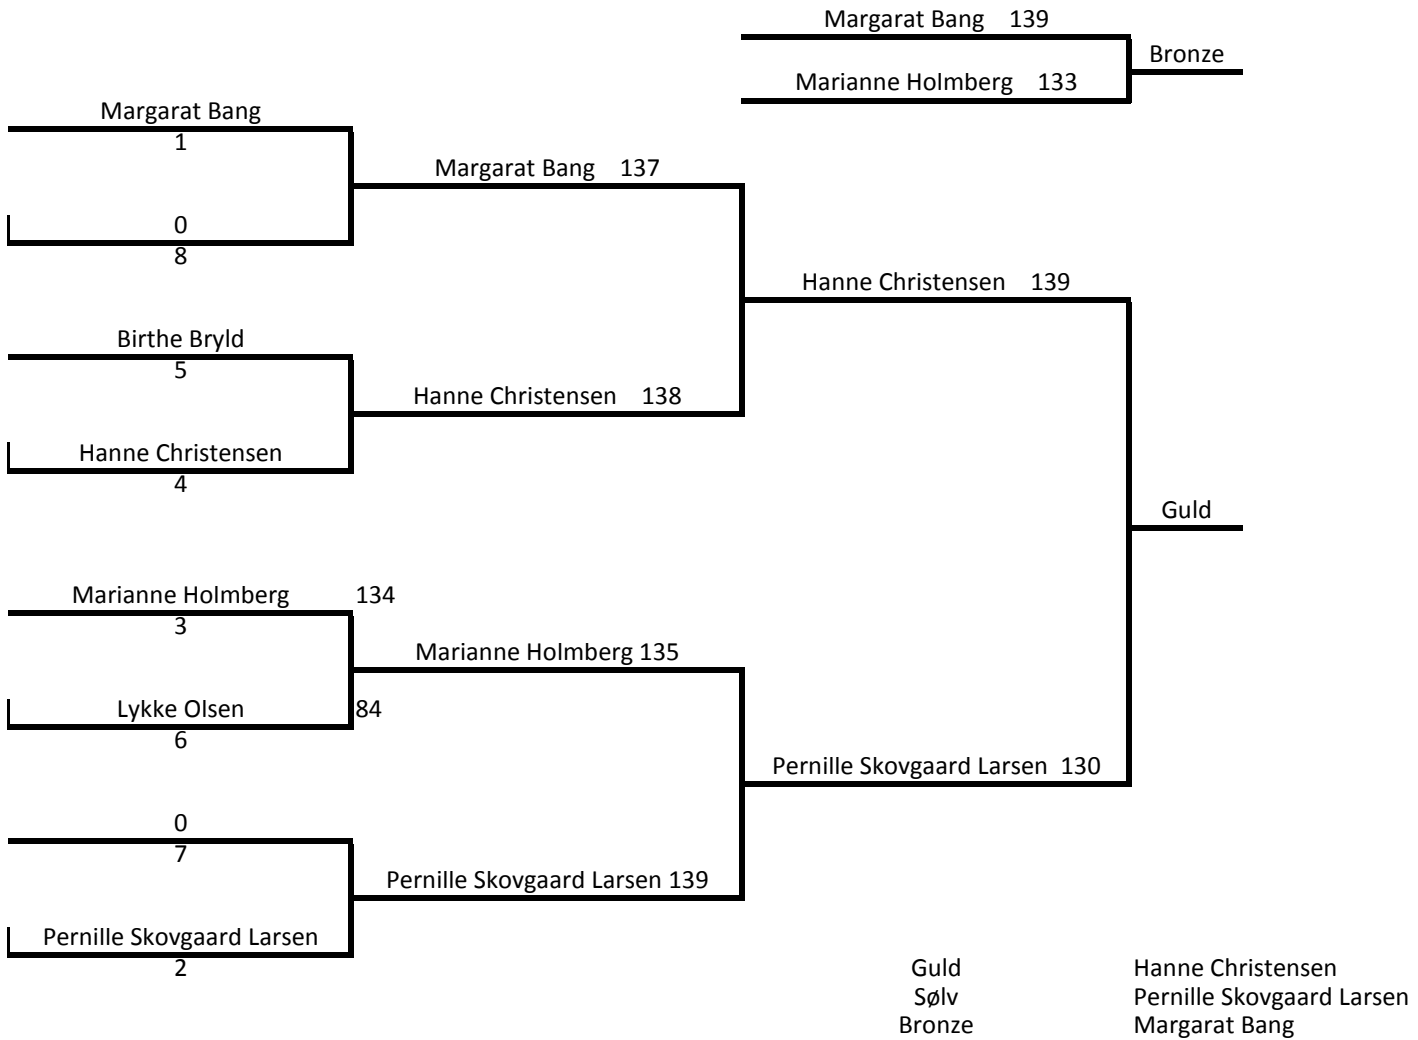 Margarat Bang 139
Bronze
Marianne Holmberg 133
Margarat Bang
1
Margarat Bang 137
0
8
Hanne Christensen 139
Birthe Bryld
5
Hanne Christensen 138
Hanne Christensen
4
Guld
Marianne Holmberg 134
3
Marianne Holmberg 135
Lykke Olsen 84
6
Pernille Skovgaard Larsen 130
0
7
Pernille Skovgaard Larsen 139
Pernille Skovgaard Larsen
2
Guld Hanne Christensen
Sølv Pernille Skovgaard Larsen
Bronze Margarat Bang